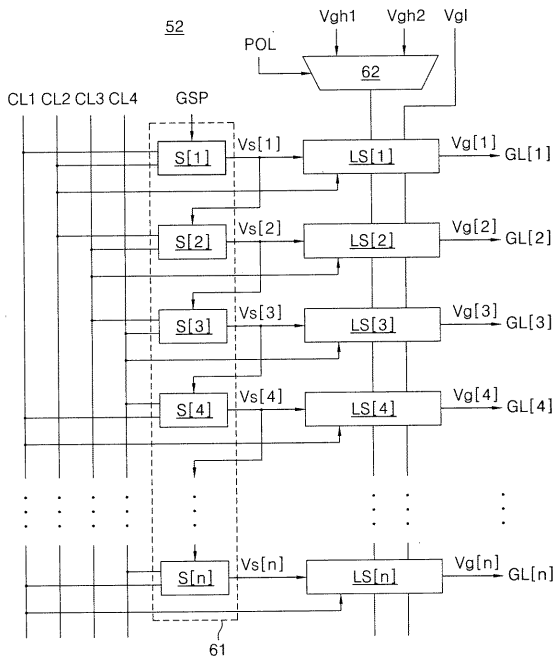 52
Vgh1 Vgh2 Vgl
POL
62
CL1 CL2 CL3 CL4 GSP
S[1] Vs[1] LS[1] Vg[1] GL[1]
S[2] Vs[2] LS[2] Vg[2] GL[2]
S[3] Vs[3] LS[3] Vg[3] GL[3]
S[4] Vs[4] LS[4] Vg[4] GL[4]
S[n] Vs[n] LS[n] Vg[n] GL[n]
61